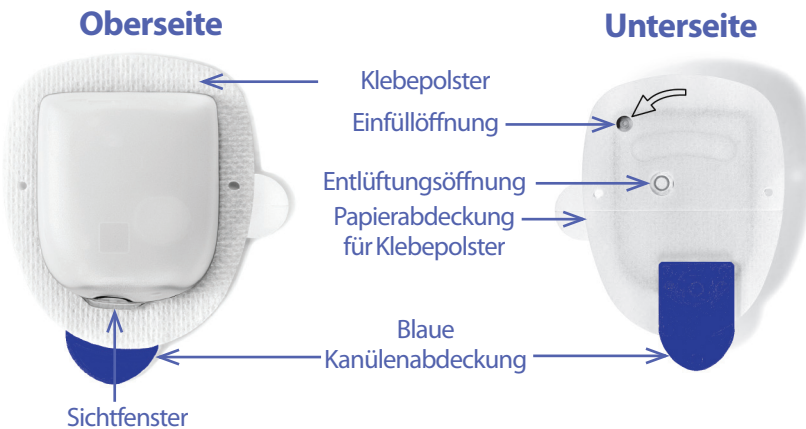 Oberseite
Unterseite
Klebepolster
Einfüllöffnung
Entlüftungsöffnung
Papierabdeckung
für Klebepolster
Blaue
Kanülenabdeckung
Sichtfenster